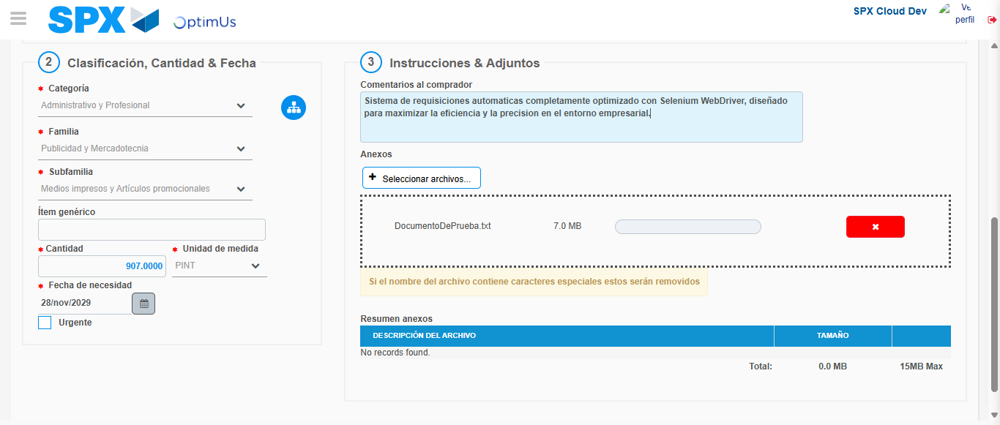 SPX
OptimUs
SPX Cloud Dev
Ve
perfil
2
Clasificación, Cantidad & Fecha
* Categoría
Administrativo y Profesional
* Familia
Publicidad y Mercadotecnia
* Subfamilia
Medios impresos y Artículos promocionales
Ítem genérico
* Cantidad
* Unidad de medida
907.0000
PINT
* Fecha de necesidad
28/nov/2029
Urgente
3
Instrucciones & Adjuntos
Comentarios al comprador
Sistema de requisiciones automaticas completamente optimizado con Selenium WebDriver, diseñado
para maximizar la eficiencia y la precision en el entorno empresarial.
Anexos
+ Seleccionar archivos...
DocumentoDePrueba.txt 7.0 MB
Si el nombre del archivo contiene caracteres especiales estos serán removidos
Resumen anexos
DESCRIPCIÓN DEL ARCHIVO TAMAÑO
No records found.
Total: 0.0 MB 15MB Max